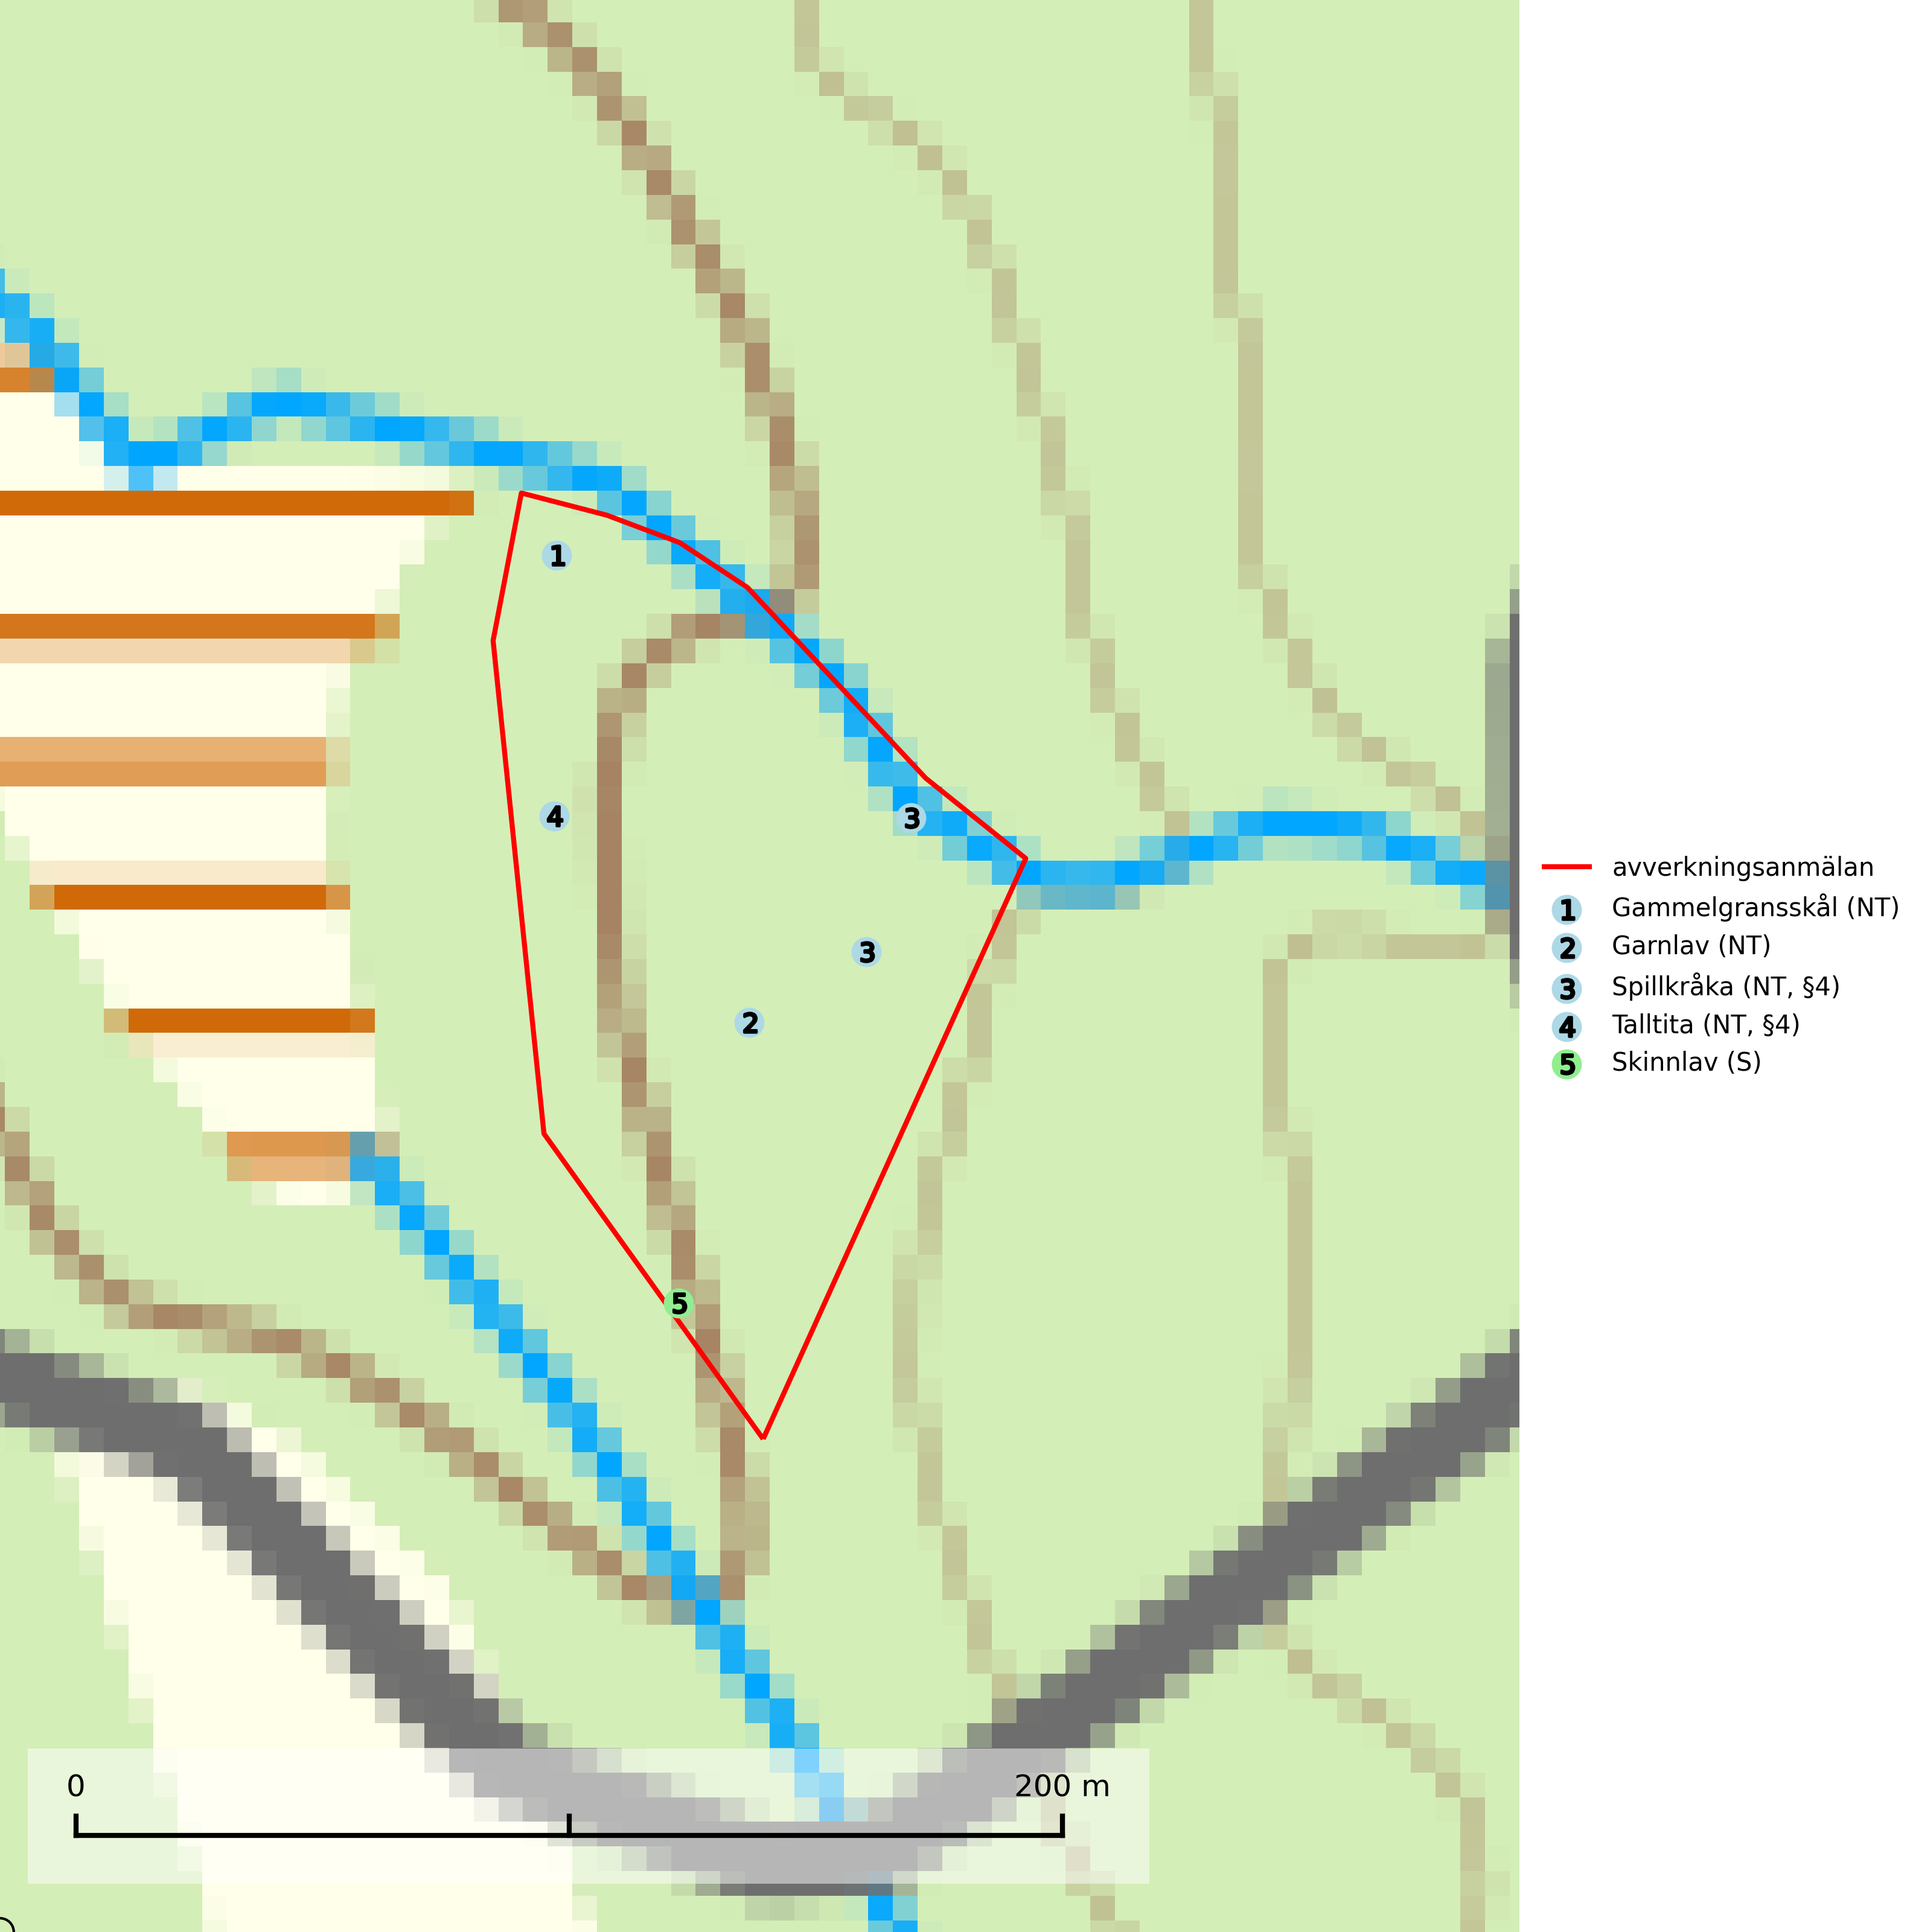 1
4
3
3
2
5
avverkningsanmälan
1 Gammelgransskål (NT)
2 Garnlav (NT)
3 Spillkråka (NT, §4)
4 Talltita (NT, §4)
5 Skinnlav (S)
0 200 m